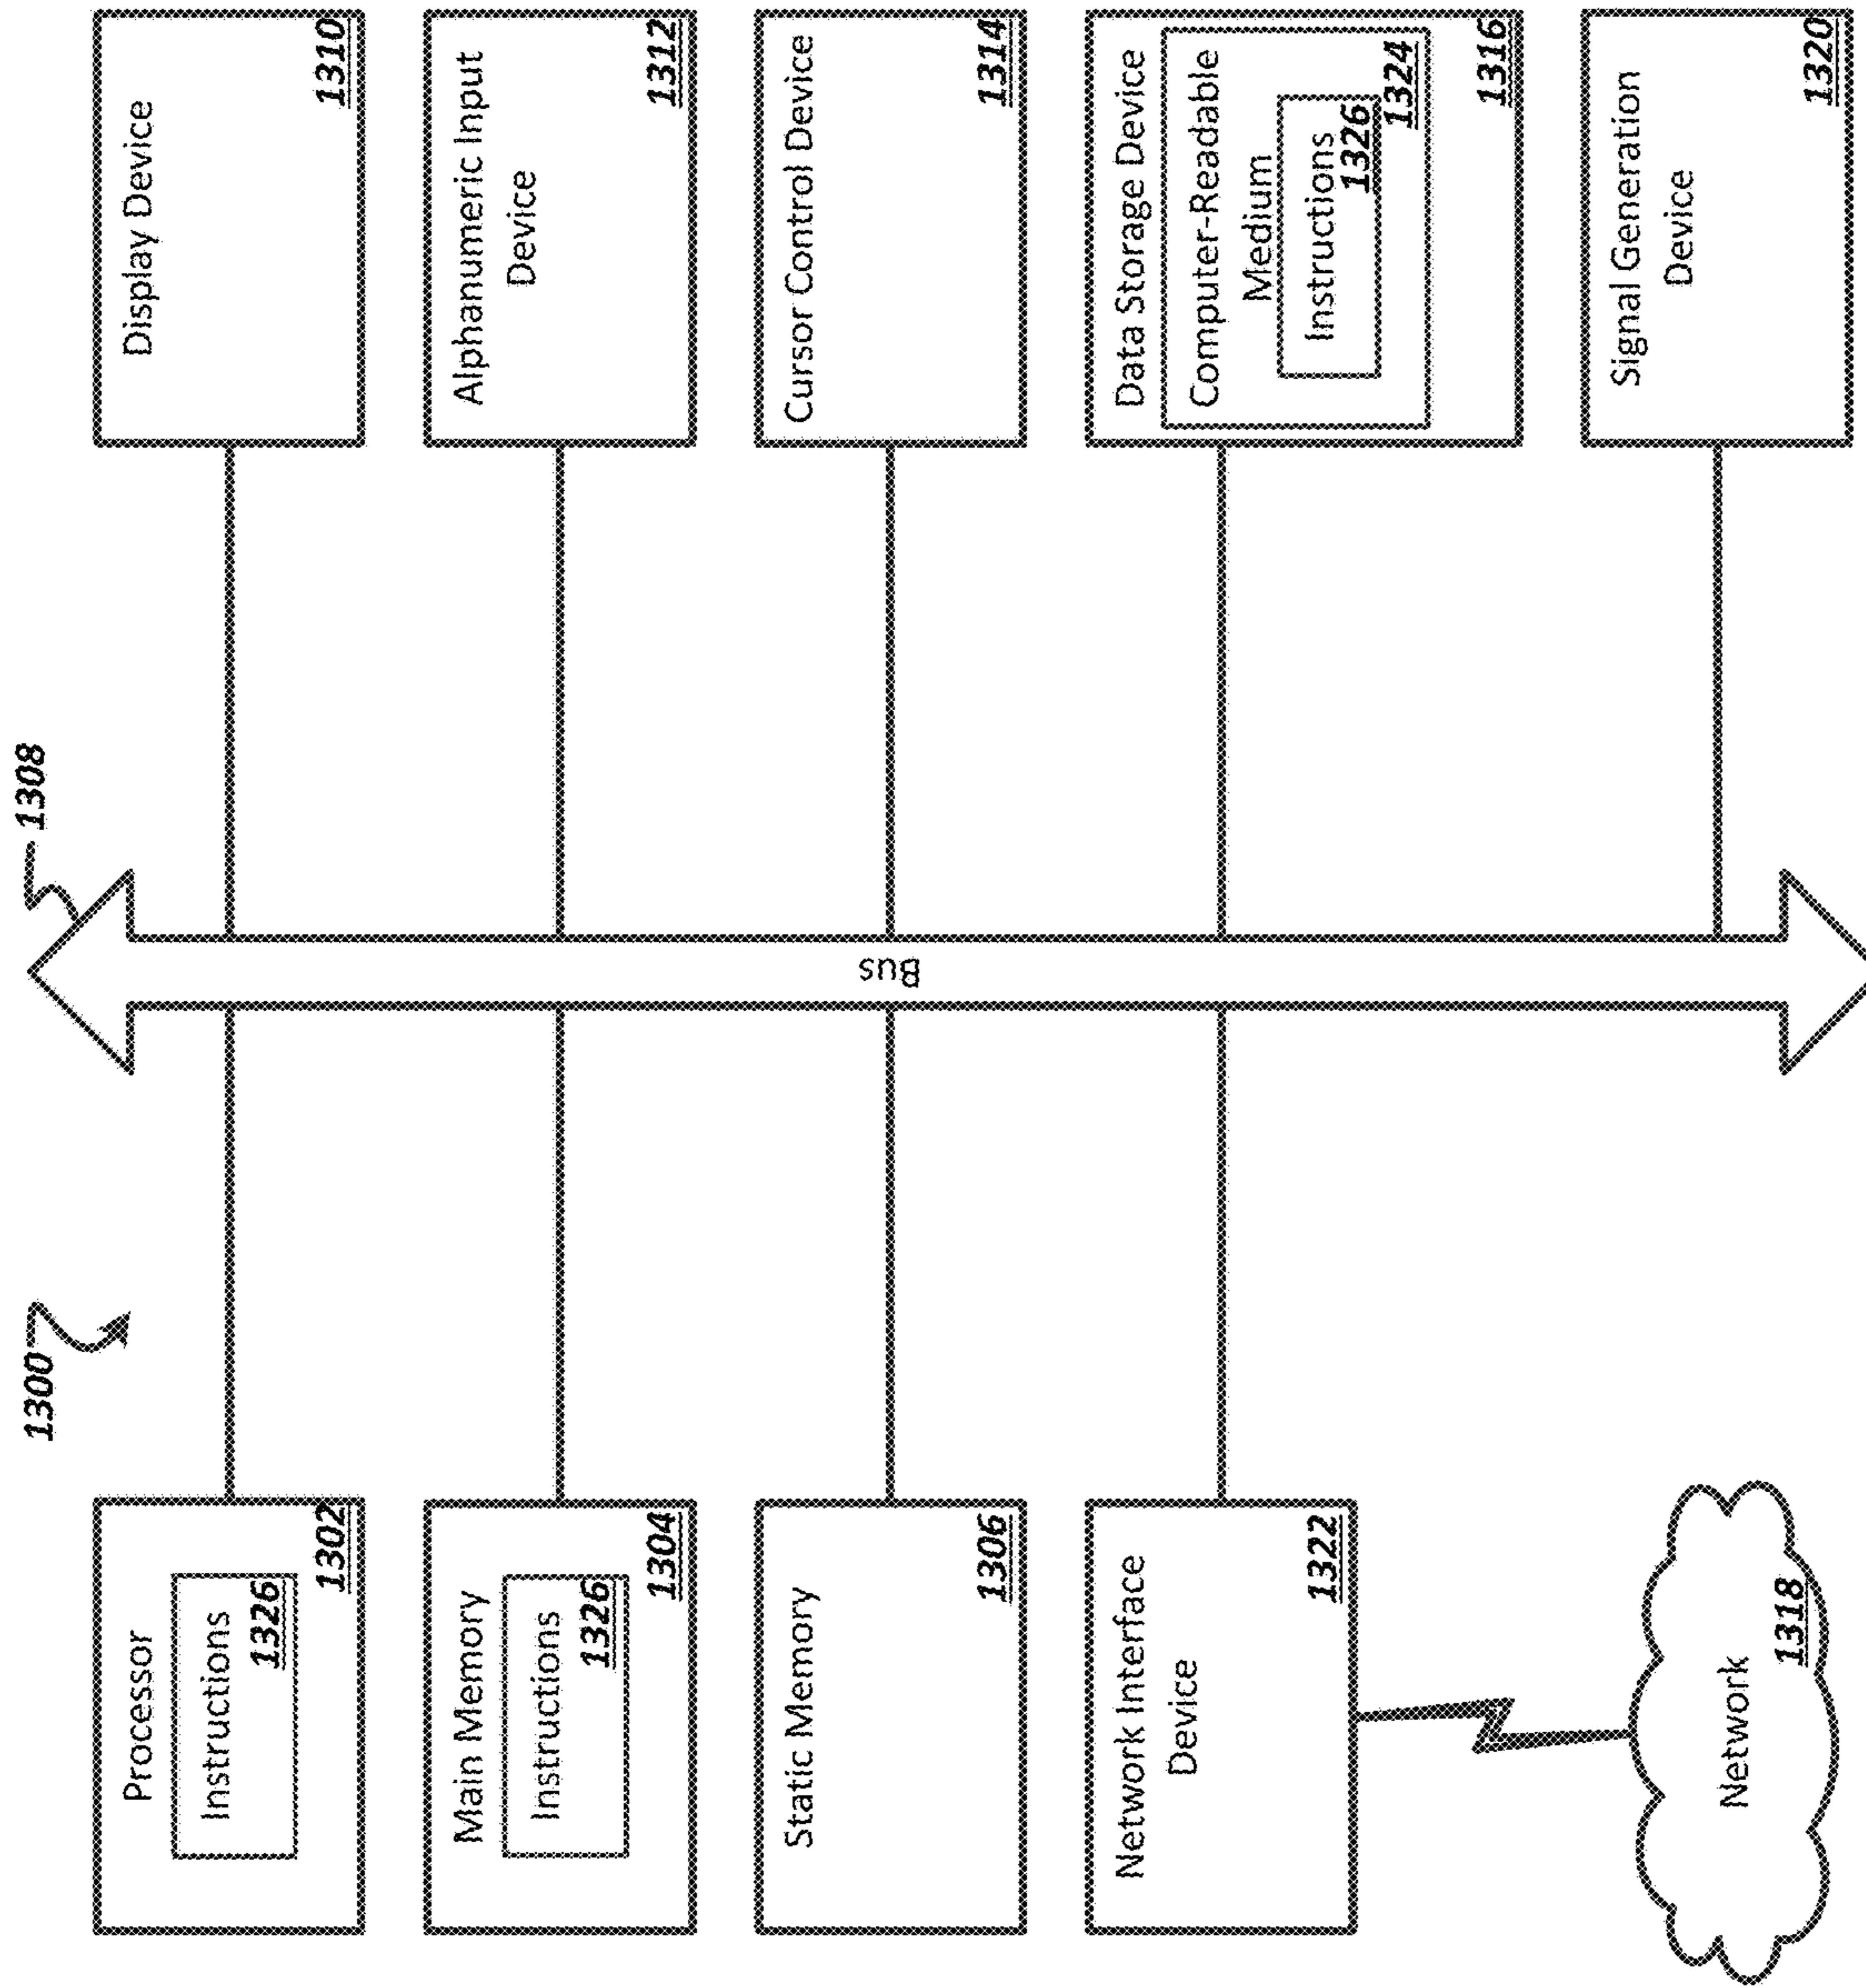 1300
1308
Processor
Instructions
1326
1302
Main Memory
Instructions
1326
1304
Static Memory
1306
Network Interface
Device
1322
Network
1318
Bus
Display Device
1310
Alphanumeric Input
Device
1312
Cursor Control Device
1314
Data Storage Device
Computer-Readable
Medium
Instructions
1326
1324
1316
Signal Generation
Device
1320